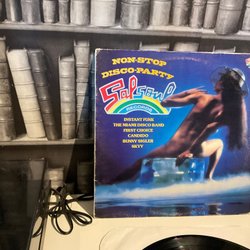 NON-STOP
DISCO-PARTY
Salsoul
RECORDS
INSTANT FUNK
THE MIAMI DISCO BAND
FIRST CHOICE
CANDIDO
BUNNY SIGLER
SKYY